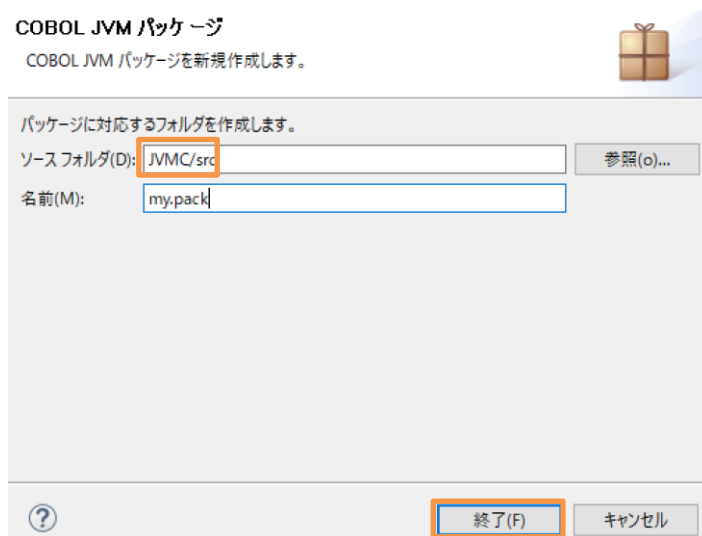 COBOL JVM パッケージ
COBOL JVM パッケージを新規作成します。
パッケージに対応するフォルダを作成します。
ソース フォルダ(D): JVMC/src 参照(o)...
名前(M): my.pack
? 終了(F) キャンセル